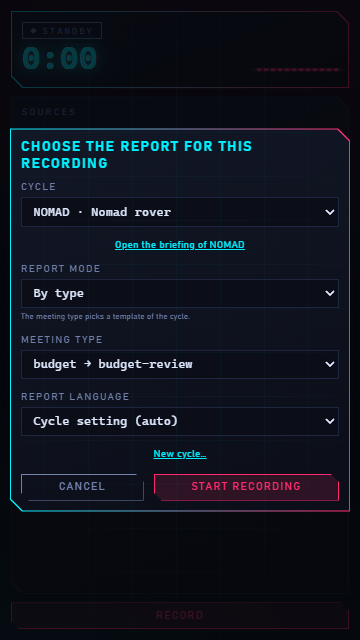 ◆ STANDBY
0:00
SOURCES
CHOOSE THE REPORT FOR THIS
RECORDING
CYCLE
NOMAD · Nomad rover
Open the briefing of NOMAD
REPORT MODE
By type
The meeting type picks a template of the cycle.
MEETING TYPE
budget → budget-review
REPORT LANGUAGE
Cycle setting (auto)
New cycle…
CANCEL
START RECORDING
RECORD